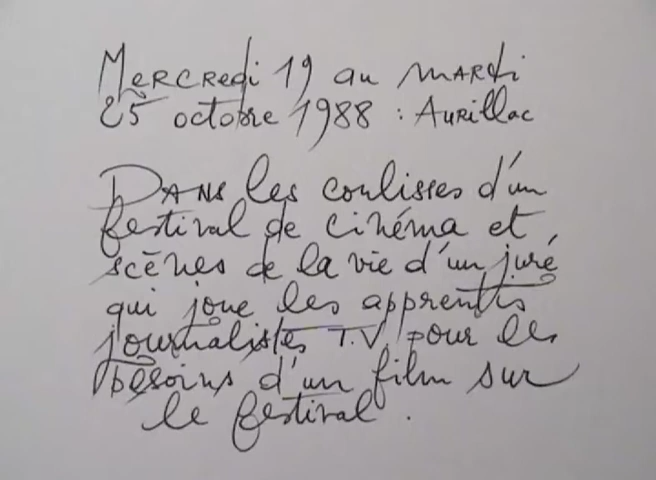 Mercredi 19 au mardi
25 octobre 1988 : Aurillac
Dans les coulisses d'un
festival de cinéma et
scènes de la vie d'un juré
qui joue les apprentis
journalistes T.V pour les
besoins d'un film sur
le festival.